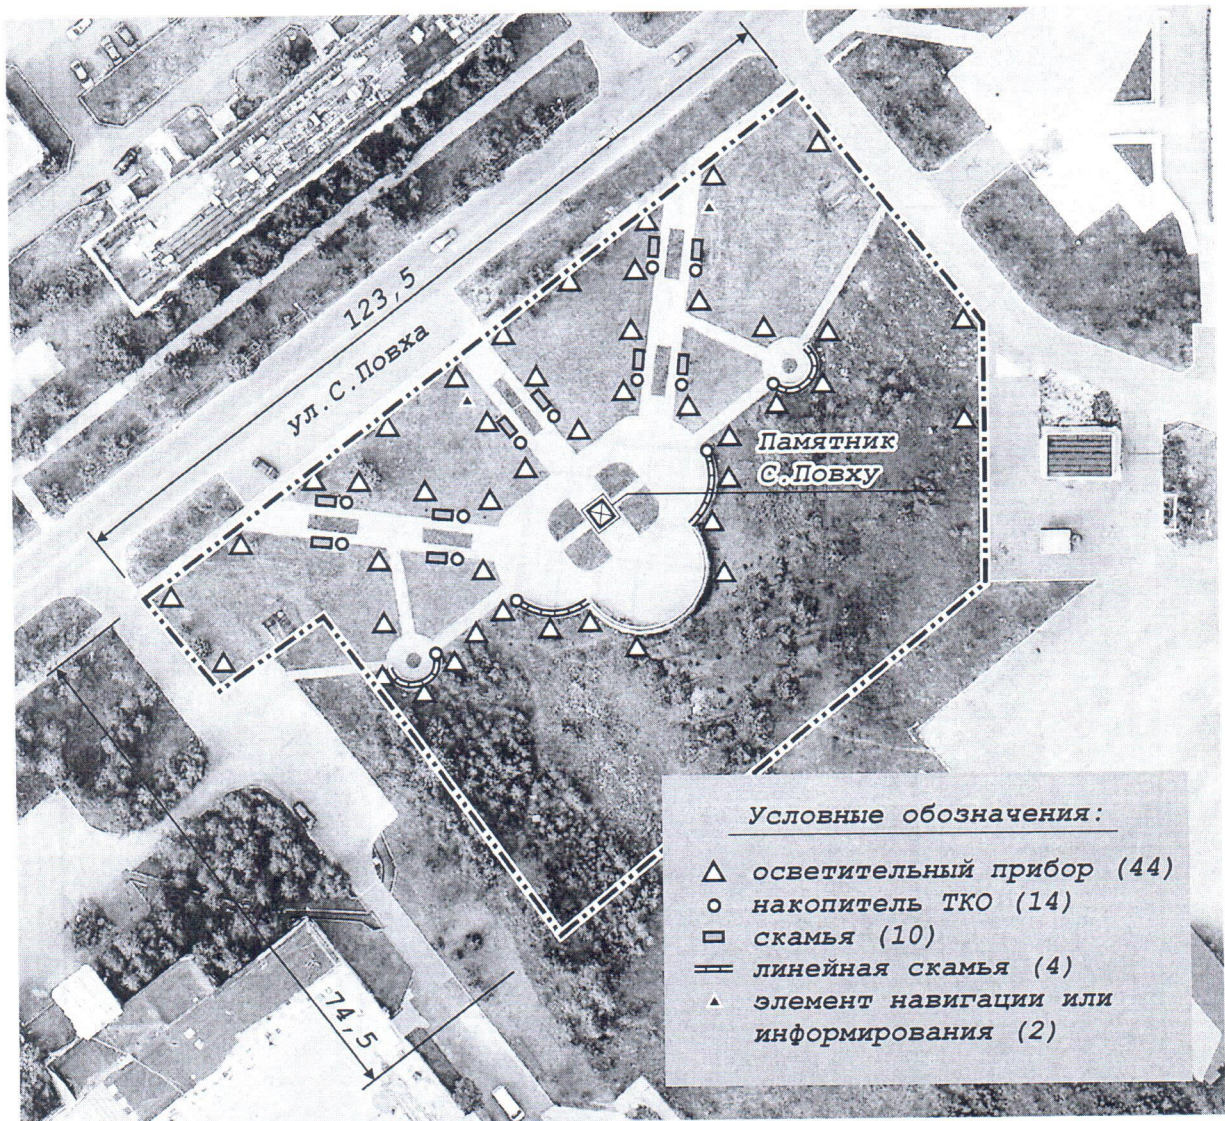 123,5
ул.С.Повха
Памятник
С.Повху
74,5
Условные обозначения:
осветительный прибор (44)
накопитель ТКО (14)
скамья (10)
линейная скамья (4)
элемент навигации или
информирования (2)